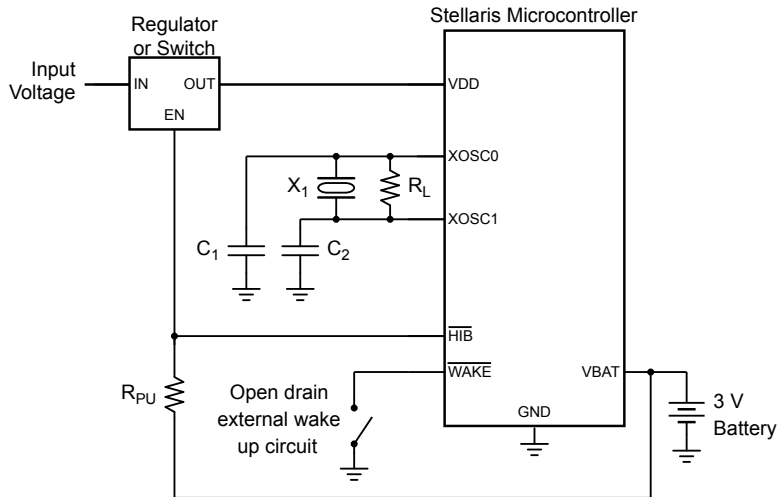 Stellaris Microcontroller
Regulator
or Switch
Input
Voltage
IN OUT
EN
VDD
XOSC0
X1
RL
XOSC1
C1
C2
HIB
WAKE
VBAT
RPU
Open drain
external wake
up circuit
GND
3 V
Battery